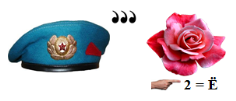 ,,,
2 = Ё